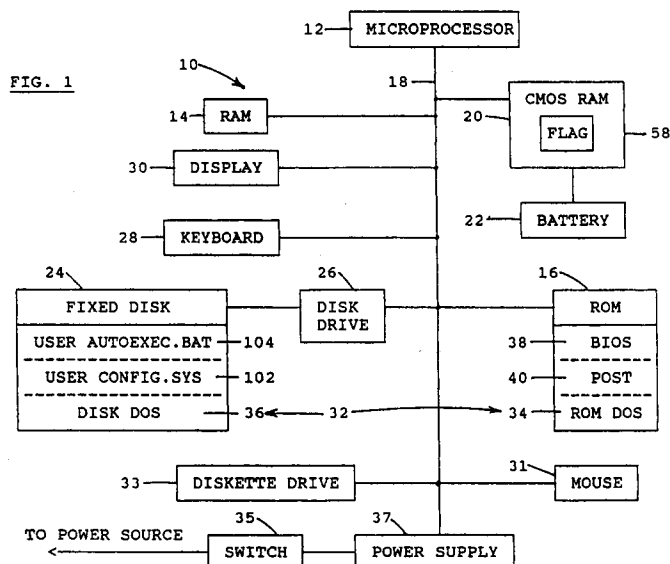 12 MICROPROCESSOR
FIG. 1
10
18
14 RAM
CMOS RAM
20
FLAG
58
30 DISPLAY
22 BATTERY
28 KEYBOARD
24
26
16
FIXED DISK
DISK
DRIVE
ROM
USER AUTOEXEC.BAT 104
38 BIOS
USER CONFIG.SYS 102
40 POST
DISK DOS 36 32 34 ROM DOS
33 DISKETTE DRIVE
31
MOUSE
TO POWER SOURCE
35
37
SWITCH
POWER SUPPLY